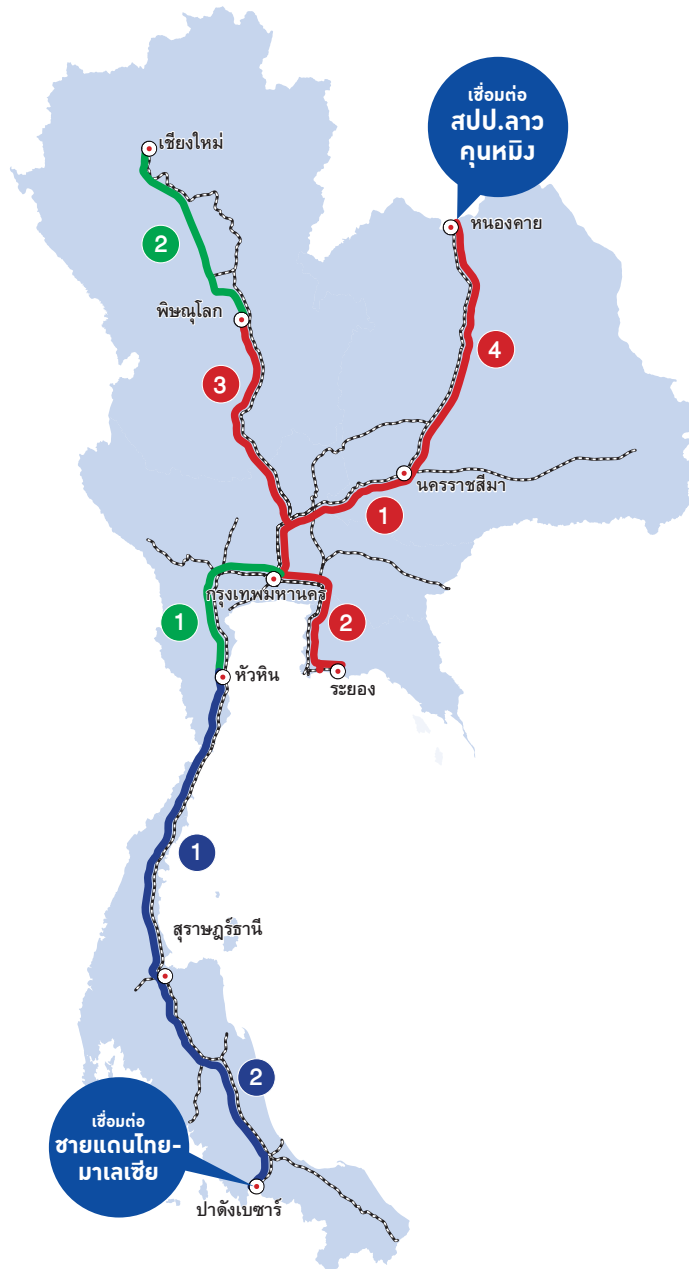 เชื่อมต่อ
สปป.ลาว
คุนหมิง
เชียงใหม่
หนองคาย
2
พิษณุโลก
4
3
นครราชสีมา
1
กรุงเทพมหานคร
1
2
หัวหิน
ระยอง
1
สุราษฎร์ธานี
2
เชื่อมต่อ
ชายแดนไทย-
มาเลเซีย
ปาดังเบซาร์